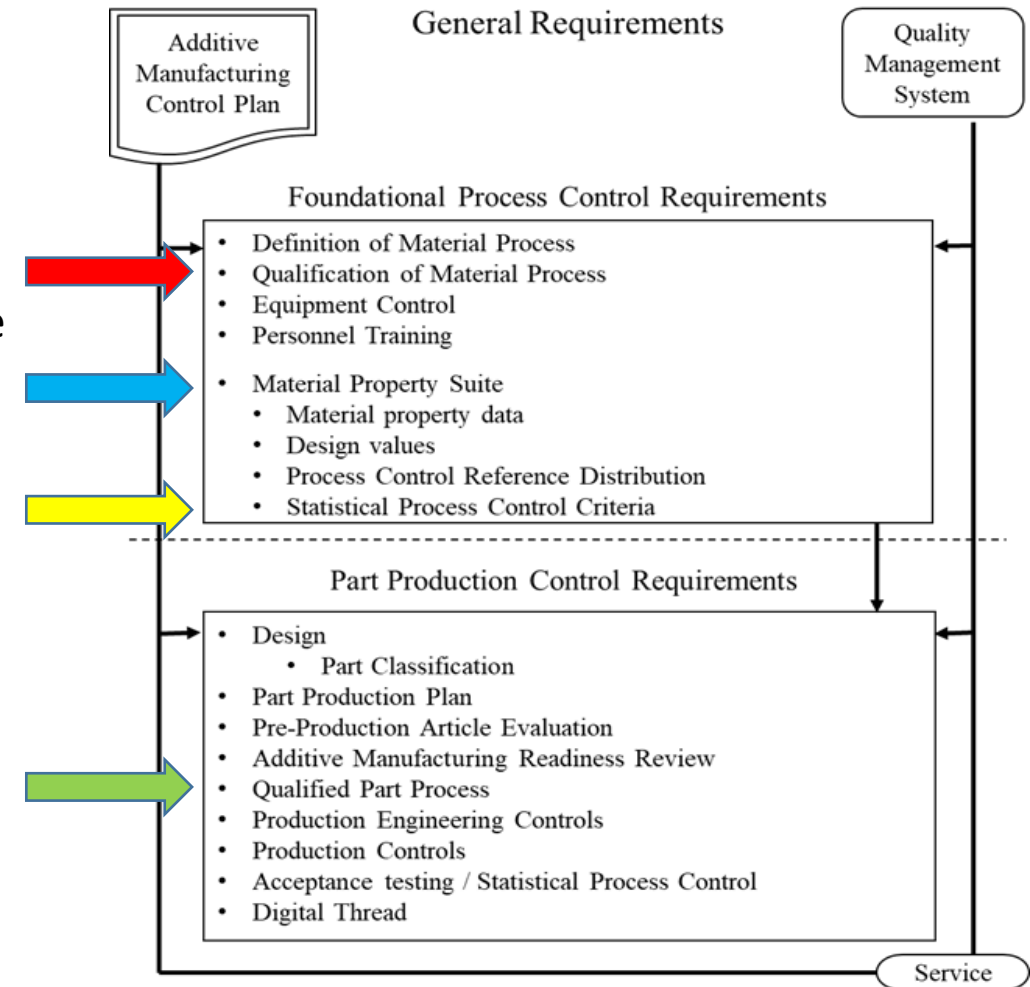 General Requirements
Additive
Manufacturing
Control Plan
Quality
Management
System
Foundational Process Control Requirements
• Definition of Material Process
• Qualification of Material Process
• Equipment Control
• Personnel Training
• Material Property Suite
• Material property data
• Design values
• Process Control Reference Distribution
• Statistical Process Control Criteria
e
Part Production Control Requirements
• Design
• Part Classification
• Part Production Plan
• Pre-Production Article Evaluation
• Additive Manufacturing Readiness Review
• Qualified Part Process
• Production Engineering Controls
• Production Controls
• Acceptance testing / Statistical Process Control
• Digital Thread
Service